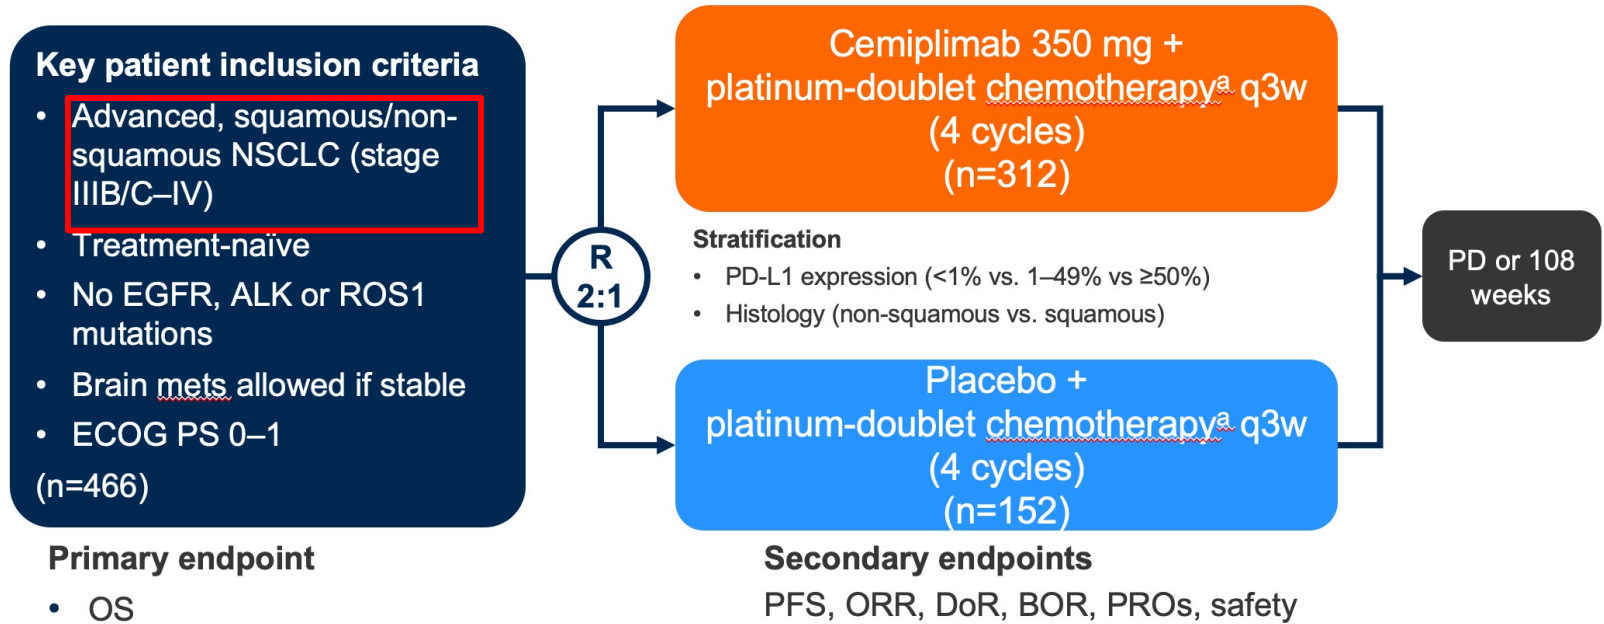 Key patient inclusion criteria
• Advanced, squamous/non-
squamous NSCLC (stage
IIIB/C–IV)
• Treatment-naïve
• No EGFR, ALK or ROS1
mutations
• Brain mets allowed if stable
• ECOG PS 0–1
(n=466)
Primary endpoint
• OS
R
2:1
Cemiplimab 350 mg +
platinum-doublet chemotherapyᵃ q3w
(4 cycles)
(n=312)
Stratification
• PD-L1 expression (<1% vs. 1–49% vs ≥50%)
• Histology (non-squamous vs. squamous)
Placebo +
platinum-doublet chemotherapyᵃ q3w
(4 cycles)
(n=152)
Secondary endpoints
PFS, ORR, DoR, BOR, PROs, safety
PD or 108
weeks